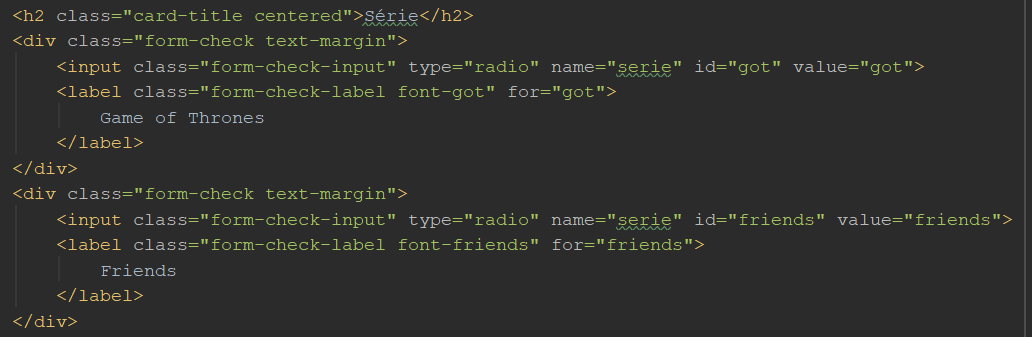 <h2 class="card-title centered">Série</h2>
<div class="form-check text-margin">
    <input class="form-check-input" type="radio" name="serie" id="got" value="got">
    <label class="form-check-label font-got" for="got">
        Game of Thrones
    </label>
</div>
<div class="form-check text-margin">
    <input class="form-check-input" type="radio" name="serie" id="friends" value="friends">
    <label class="form-check-label font-friends" for="friends">
        Friends
    </label>
</div>